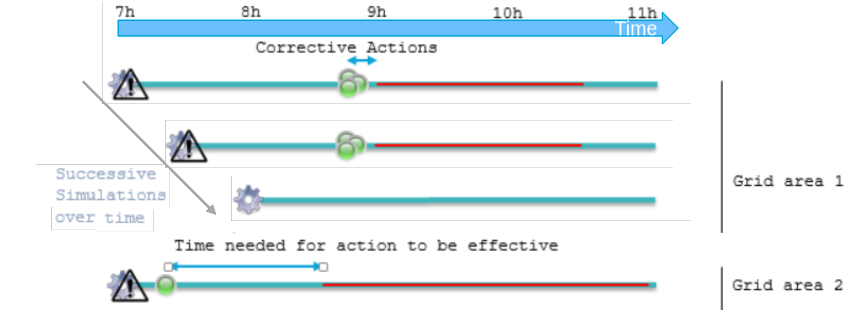 7h 8h 9h 10h 11h
Time
Corrective Actions
Successive
Simulations
over time
Grid area 1
Time needed for action to be effective
Grid area 2